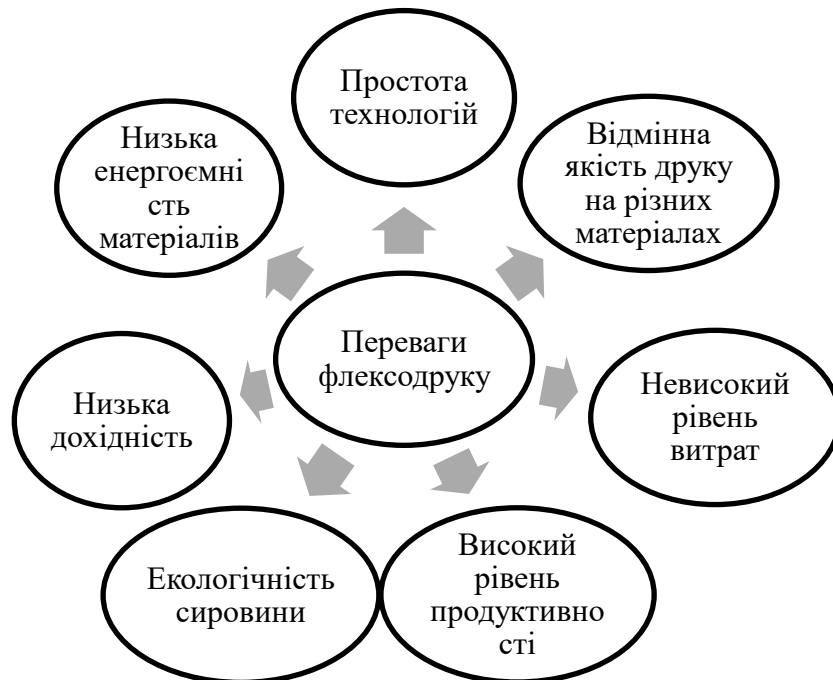 Простота
технологій
Відмінна
якість друку
на різних
матеріалах
Невисокий
рівень
витрат
Високий
рівень
продуктивно
сті
Екологічність
сировини
Низька
дохідність
Низька
енергоємні
сть
матеріалів
Переваги
флексодруку